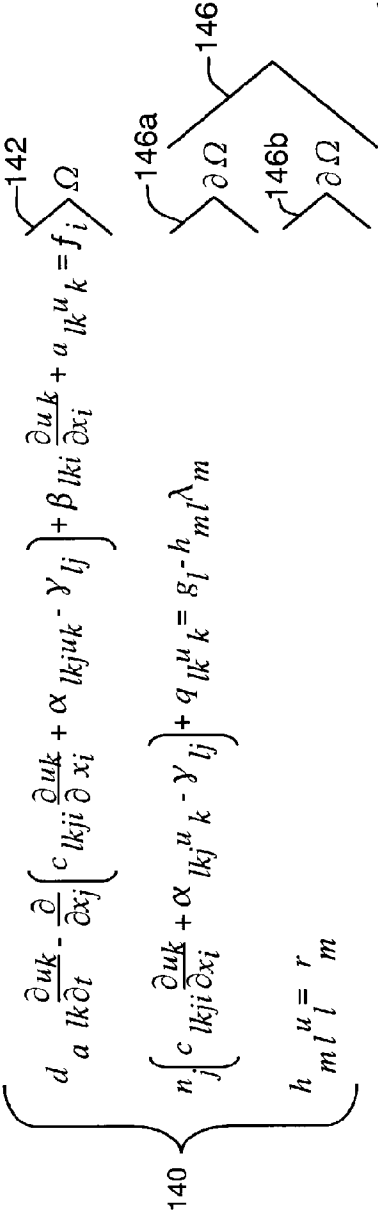 140 { d_{a lk} ∂u_k/∂t - ∂/∂x_j ( c_{lkji} ∂u_k/∂x_i + α_{lkj} u_k - γ_{lj} ) + β_{lki} ∂u_k/∂x_i + a_{lk} u_k = f_i > Ω 142
n_j ( c_{lkji} ∂u_k/∂x_i + α_{lkj} u_k - γ_{lj} ) + q_{lk} u_k = g_l - h_{ml} λ_m > ∂Ω 146a
h_{ml} u_l = r_m > ∂Ω 146b
146